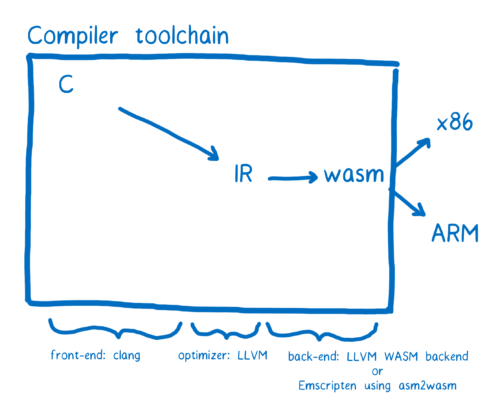 Compiler toolchain
C
x86
IR
wasm
ARM
front-end: clang
optimizer: LLVM
back-end: LLVM WASM backend
or
Emscripten using asm2wasm